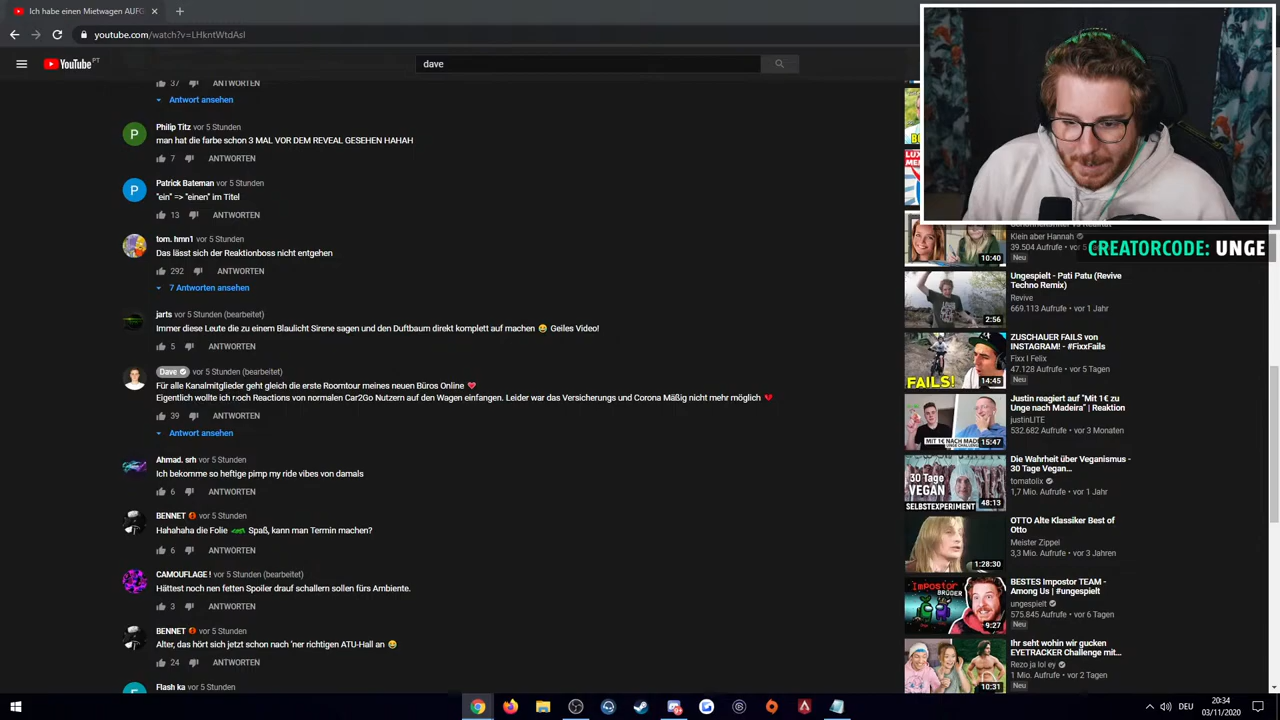 Ich habe einen Mietwagen AUFG
youtube.com/watch?v=LHkntWtdAsI
YouTube PT
dave
37 ANTWORTEN
Antwort ansehen
Philip Titz vor 5 Stunden
man hat die farbe schon 3 MAL VOR DEM REVEAL GESEHEN HAHAH
7 ANTWORTEN
Patrick Bateman vor 5 Stunden
"ein" => "einen" im Titel
13 ANTWORTEN
tom. hmn1 vor 5 Stunden
Das lässt sich der Reaktionboss nicht entgehen
292 ANTWORTEN
7 Antworten ansehen
jarts vor 5 Stunden (bearbeitet)
Immer diese Leute die zu einem Blaulicht Sirene sagen und den Duftbaum direkt komplett auf machen 😅 Geiles Video!
5 ANTWORTEN
Dave vor 5 Stunden (bearbeitet)
Für alle Kanalmitglieder geht gleich die erste Roomtour meines neuen Büros Online 💓
Eigentlich wollte ich noch Reactions von normalen Car2Go Nutzern auf den Wagen einfangen. Leider war das Versicherungs und Corona Mäßig nicht mehr möglich 💔
39 ANTWORTEN
Antwort ansehen
Ahmad. srh vor 5 Stunden
Ich bekomme so heftige pimp my ride vibes von damals
6 ANTWORTEN
BENNET vor 5 Stunden
Hahahaha die Folie Spaß, kann man Termin machen?
6 ANTWORTEN
CAMOUFLAGE ! vor 5 Stunden (bearbeitet)
Hättest noch nen fetten Spoiler drauf schallern sollen fürs Ambiente.
3 ANTWORTEN
BENNET vor 5 Stunden
Alter, das hört sich jetzt schon nach 'ner richtigen ATU-Hall an 😅
24 ANTWORTEN
Flash ka vor 5 Stunden
Klein aber Hannah
39.504 Aufrufe • vor 5
Neu
10:40
CREATORCODE: UNGE
Ungespielt - Pati Patu (Revive
Techno Remix)
Revive
669.113 Aufrufe • vor 1 Jahr
2:56
ZUSCHAUER FAILS von
INSTAGRAM! - #FixxFails
Fixx I Felix
47.128 Aufrufe • vor 5 Tagen
Neu
FAILS!
14:45
Justin reagiert auf "Mit 1€ zu
Unge nach Madeira" | Reaktion
justinLITE
532.682 Aufrufe • vor 3 Monaten
15:47
Die Wahrheit über Veganismus -
30 Tage Vegan...
tomatolix
1,7 Mio. Aufrufe • vor 1 Jahr
30 Tage
VEGAN
SELBSTEXPERIMENT
48:13
OTTO Alte Klassiker Best of
Otto
Meister Zippel
3,3 Mio. Aufrufe • vor 3 Jahren
1:28:30
BESTES Impostor TEAM -
Among Us | #ungespielt
ungespielt
575.845 Aufrufe • vor 6 Tagen
Neu
Impostor
BRÜDER
9:27
Ihr seht wohin wir gucken
EYETRACKER Challenge mit...
Rezo ja lol ey
1 Mio. Aufrufe • vor 2 Tagen
Neu
10:31
DEU
20:34
03/11/2020